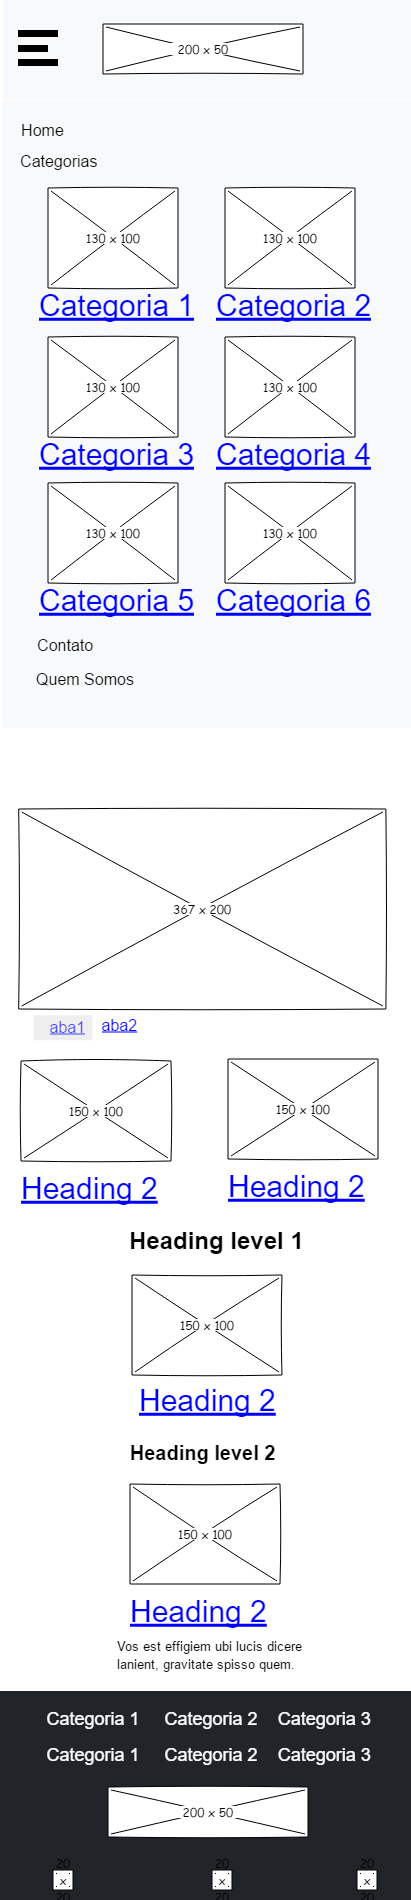 200 x 50
Home
Categorias
130 x 100
130 x 100
Categoria 1
Categoria 2
130 x 100
130 x 100
Categoria 3
Categoria 4
130 x 100
130 x 100
Categoria 5
Categoria 6
Contato
Quem Somos
367 x 200
aba1
aba2
150 x 100
150 x 100
Heading 2
Heading 2
Heading level 1
150 x 100
Heading 2
Heading level 2
150 x 100
Heading 2
Vos est effigiem ubi lucis dicere
lanient, gravitate spisso quem.
Categoria 1
Categoria 2
Categoria 3
Categoria 1
Categoria 2
Categoria 3
200 x 50
20
20
20
x
x
x
20
20
20